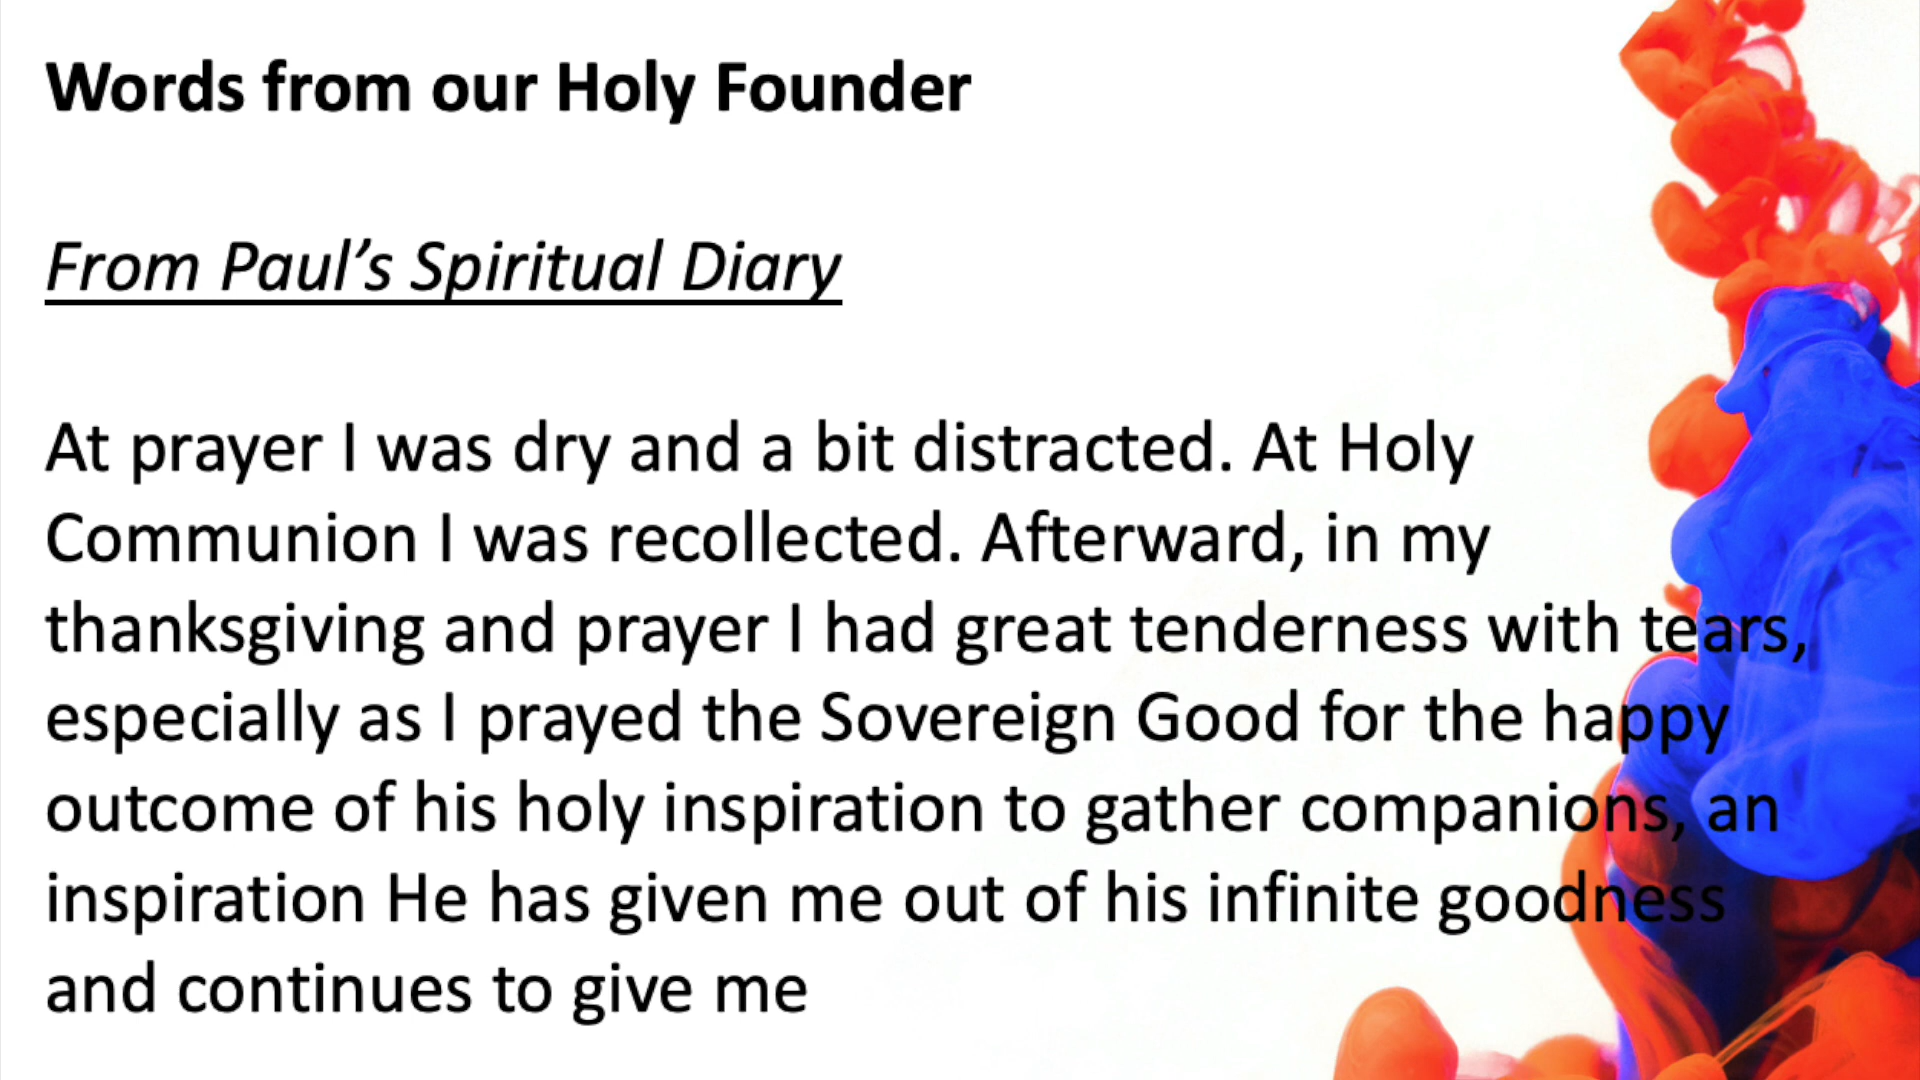 Words from our Holy Founder
From Paul’s Spiritual Diary
At prayer I was dry and a bit distracted. At Holy
Communion I was recollected. Afterward, in my
thanksgiving and prayer I had great tenderness with tears,
especially as I prayed the Sovereign Good for the happy
outcome of his holy inspiration to gather companions, an
inspiration He has given me out of his infinite goodness
and continues to give me